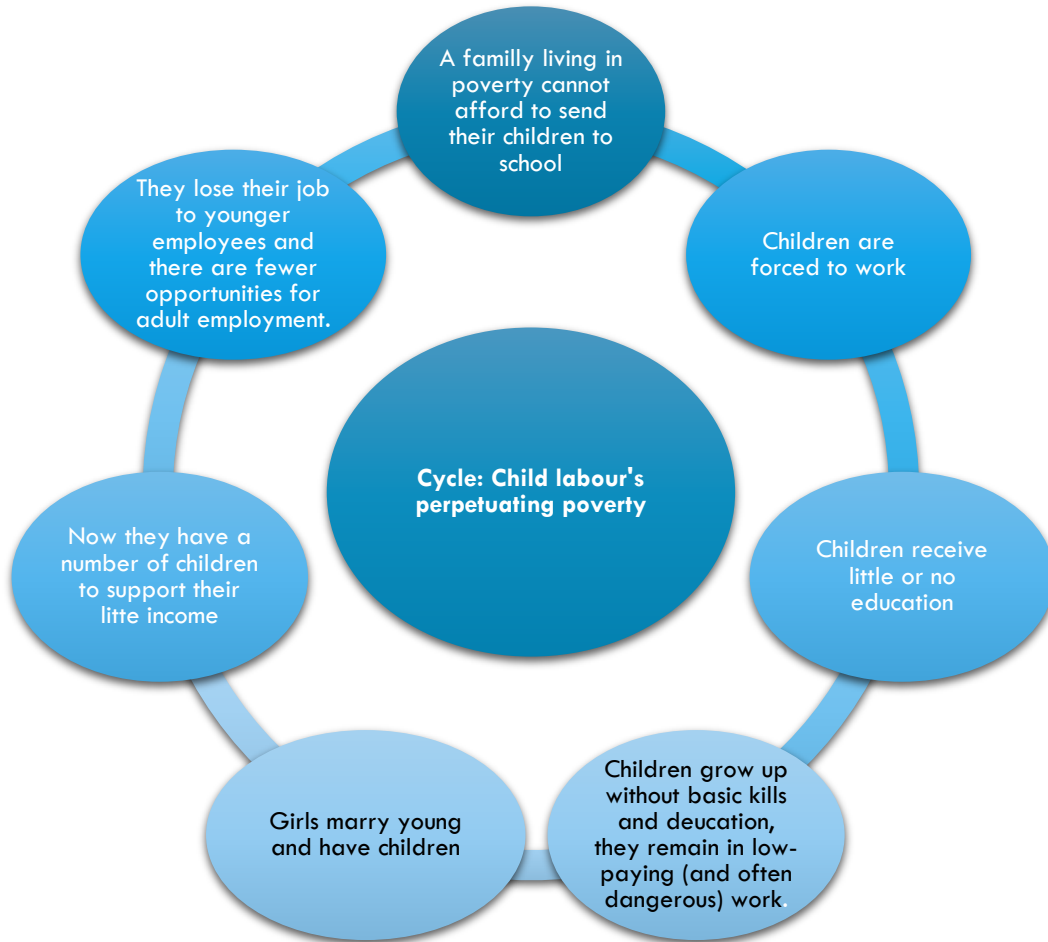 A familly living in
poverty cannot
afford to send
their children to
school
Children are
forced to work
Children receive
little or no
education
Children grow up
without basic kills
and deucation,
they remain in low-
paying (and often
dangerous) work.
Girls marry young
and have children
Now they have a
number of children
to support their
litte income
They lose their job
to younger
employees and
there are fewer
opportunities for
adult employment.
Cycle: Child labour's
perpetuating poverty